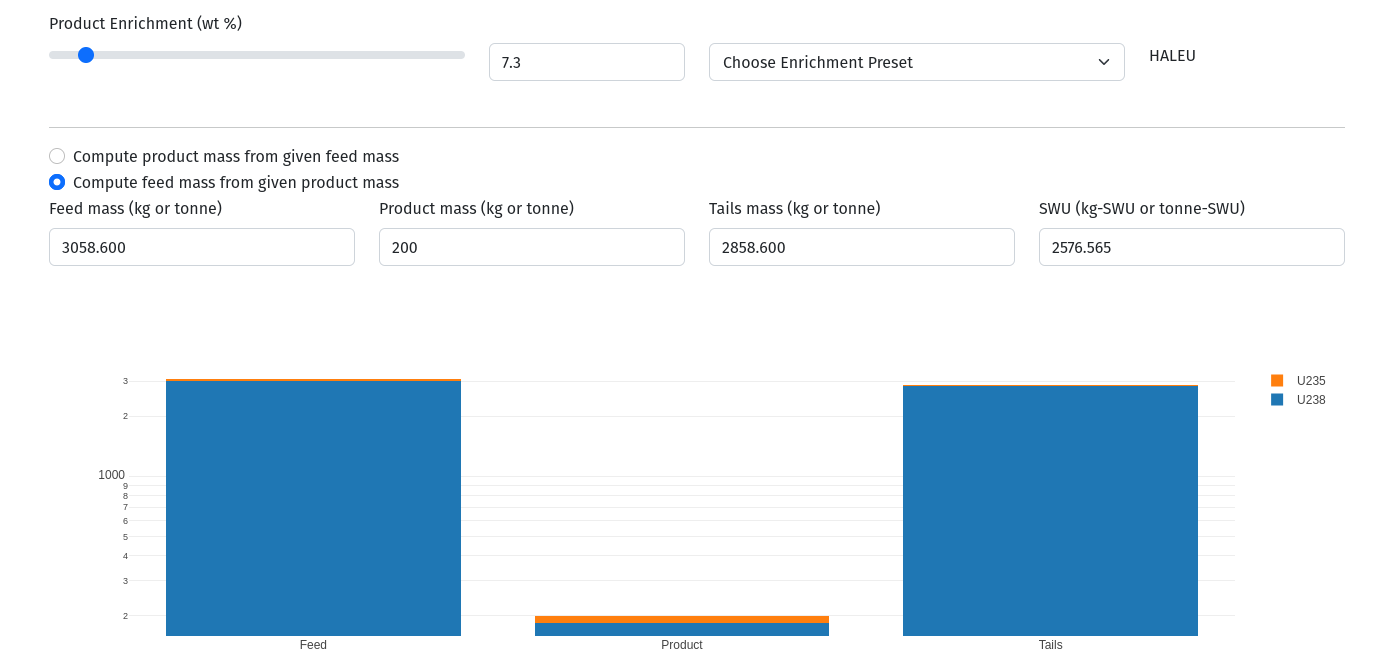 Product Enrichment (wt %)
7.3
Choose Enrichment Preset
HALEU
Compute product mass from given feed mass
Compute feed mass from given product mass
Feed mass (kg or tonne)
Product mass (kg or tonne)
Tails mass (kg or tonne)
SWU (kg-SWU or tonne-SWU)
3058.600
200
2858.600
2576.565
3
2
1000
9
8
7
6
5
4
3
2
Feed
Product
Tails
U235
U238